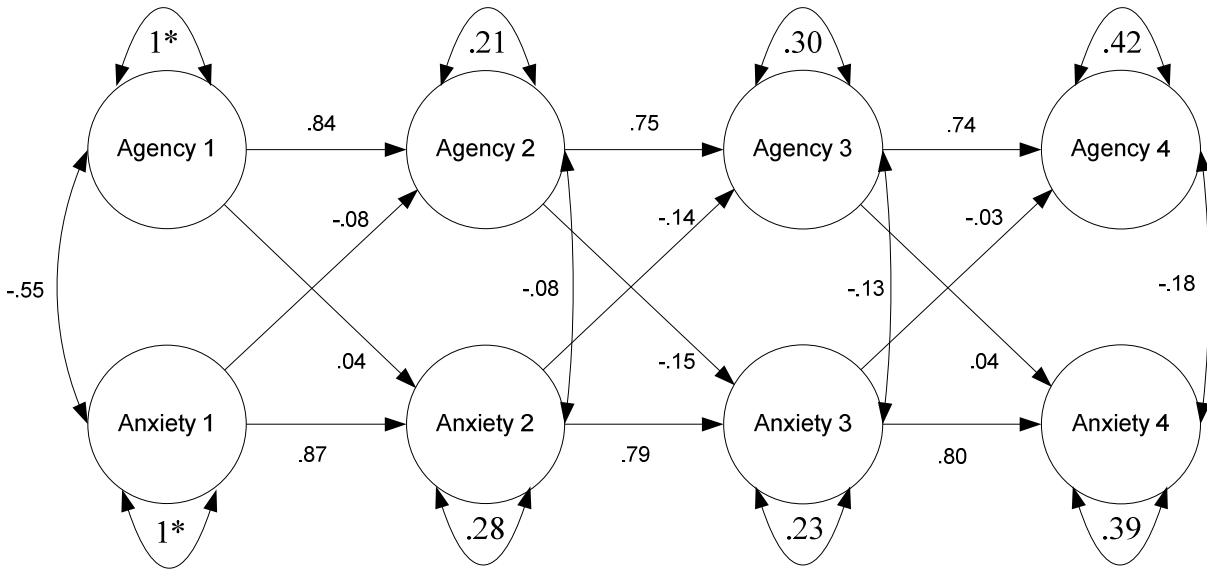 1* .21 .30 .42
Agency 1 .84 Agency 2 .75 Agency 3 .74 Agency 4
-.08 -.14 -.03
-.55 -.08 -.13 -.18
.04 -.15 .04
Anxiety 1 .87 Anxiety 2 .79 Anxiety 3 .80 Anxiety 4
1* .28 .23 .39